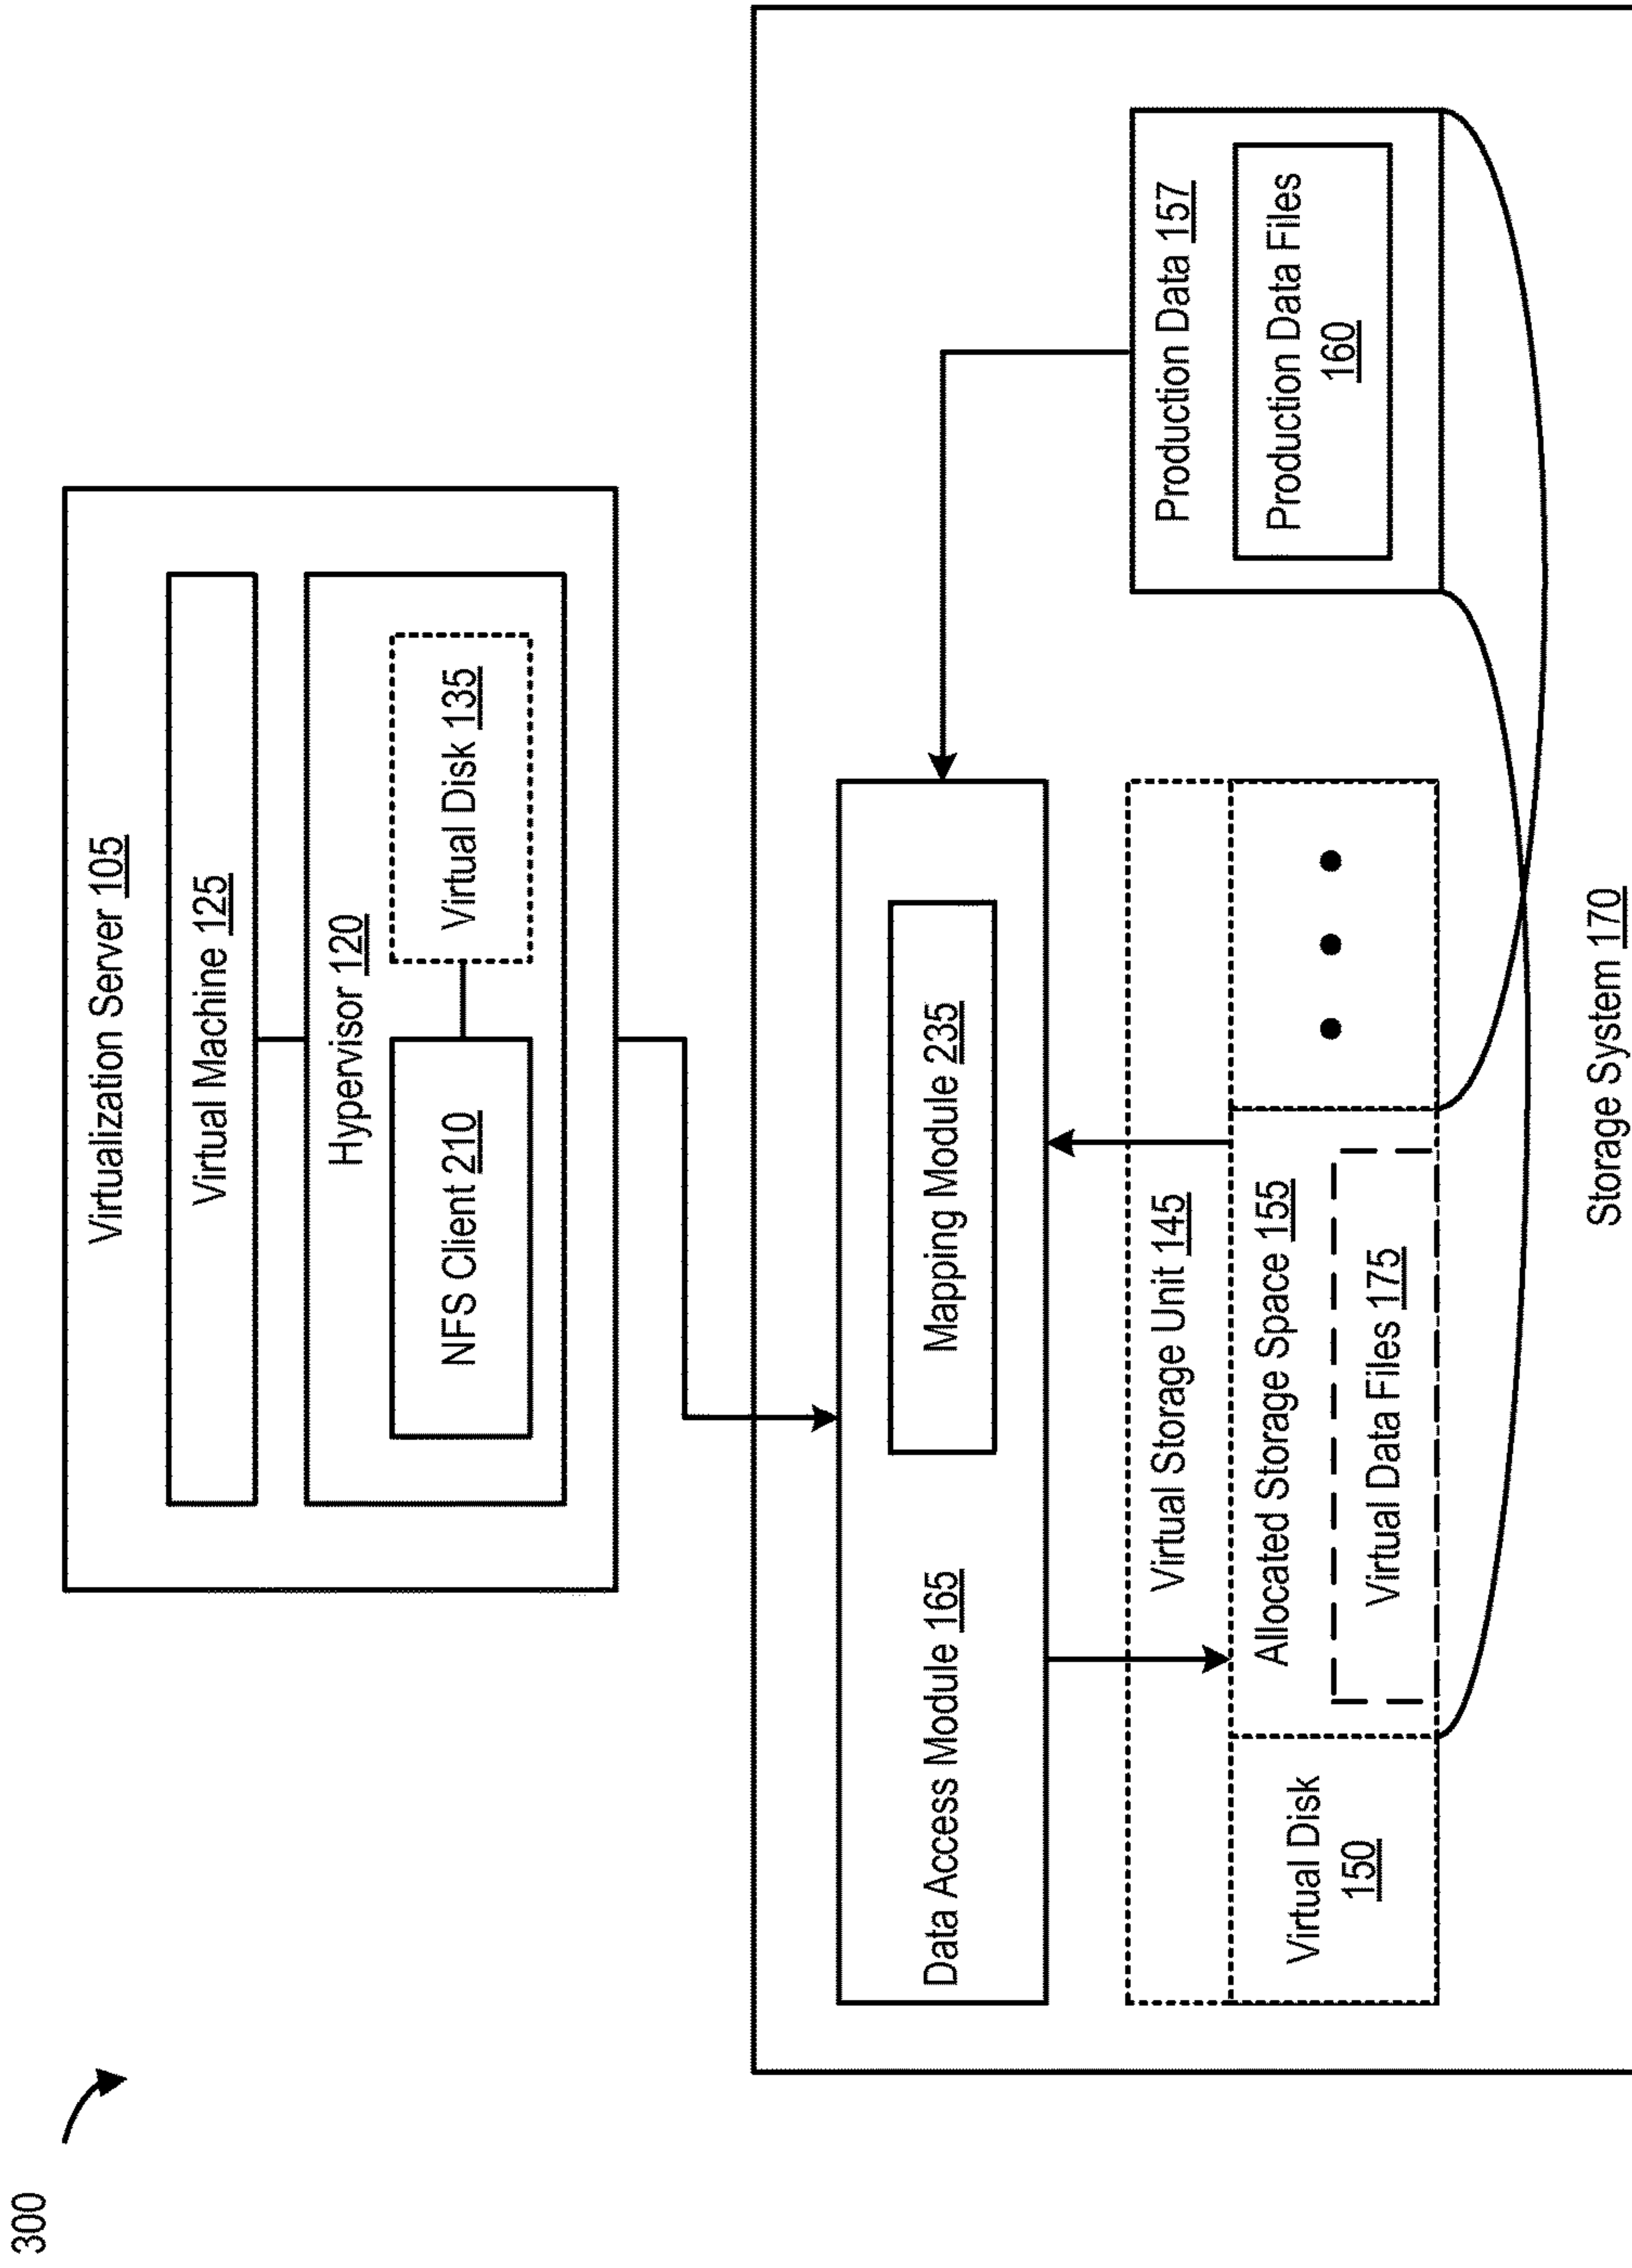 300
Virtualization Server 105
Virtual Machine 125
Hypervisor 120
NFS Client 210
Virtual Disk 135
Data Access Module 165
Mapping Module 235
Virtual Storage Unit 145
Virtual Disk
150
Allocated Storage Space 155
Virtual Data Files 175
Production Data 157
Production Data Files
160
Storage System 170